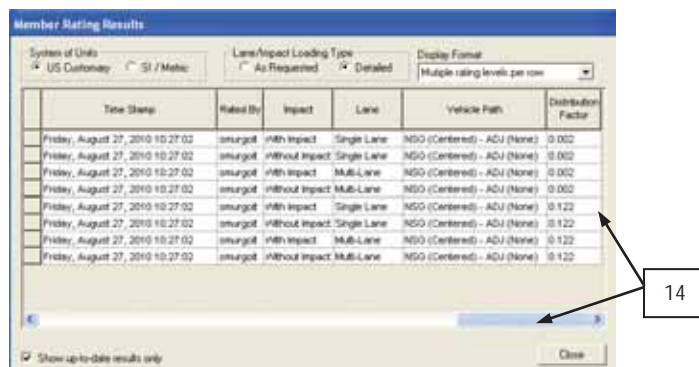 Member Rating Results
System of Units Lane/Impact Loading Type Display Format
US Customary SI / Metric As Requested Detailed Multiple rating levels per row
Time Stamp Rated By Impact Lane Vehicle Path Distribution Factor
Friday, August 27, 2010 10:27:02 smurgoit With Impact Single Lane NSG (Centered) - ADJ (None) 0.002
Friday, August 27, 2010 10:27:02 smurgoit Without Impact Single Lane NSG (Centered) - ADJ (None) 0.002
Friday, August 27, 2010 10:27:02 smurgoit With Impact Multi-Lane NSG (Centered) - ADJ (None) 0.002
Friday, August 27, 2010 10:27:02 smurgoit Without Impact Multi-Lane NSG (Centered) - ADJ (None) 0.002
Friday, August 27, 2010 10:27:02 smurgoit With Impact Single Lane NSG (Centered) - ADJ (None) 0.122
Friday, August 27, 2010 10:27:02 smurgoit Without Impact Single Lane NSG (Centered) - ADJ (None) 0.122
Friday, August 27, 2010 10:27:02 smurgoit With Impact Multi-Lane NSG (Centered) - ADJ (None) 0.122
Friday, August 27, 2010 10:27:02 smurgoit Without Impact Multi-Lane NSG (Centered) - ADJ (None) 0.122
14
Show up-to-date results only Close